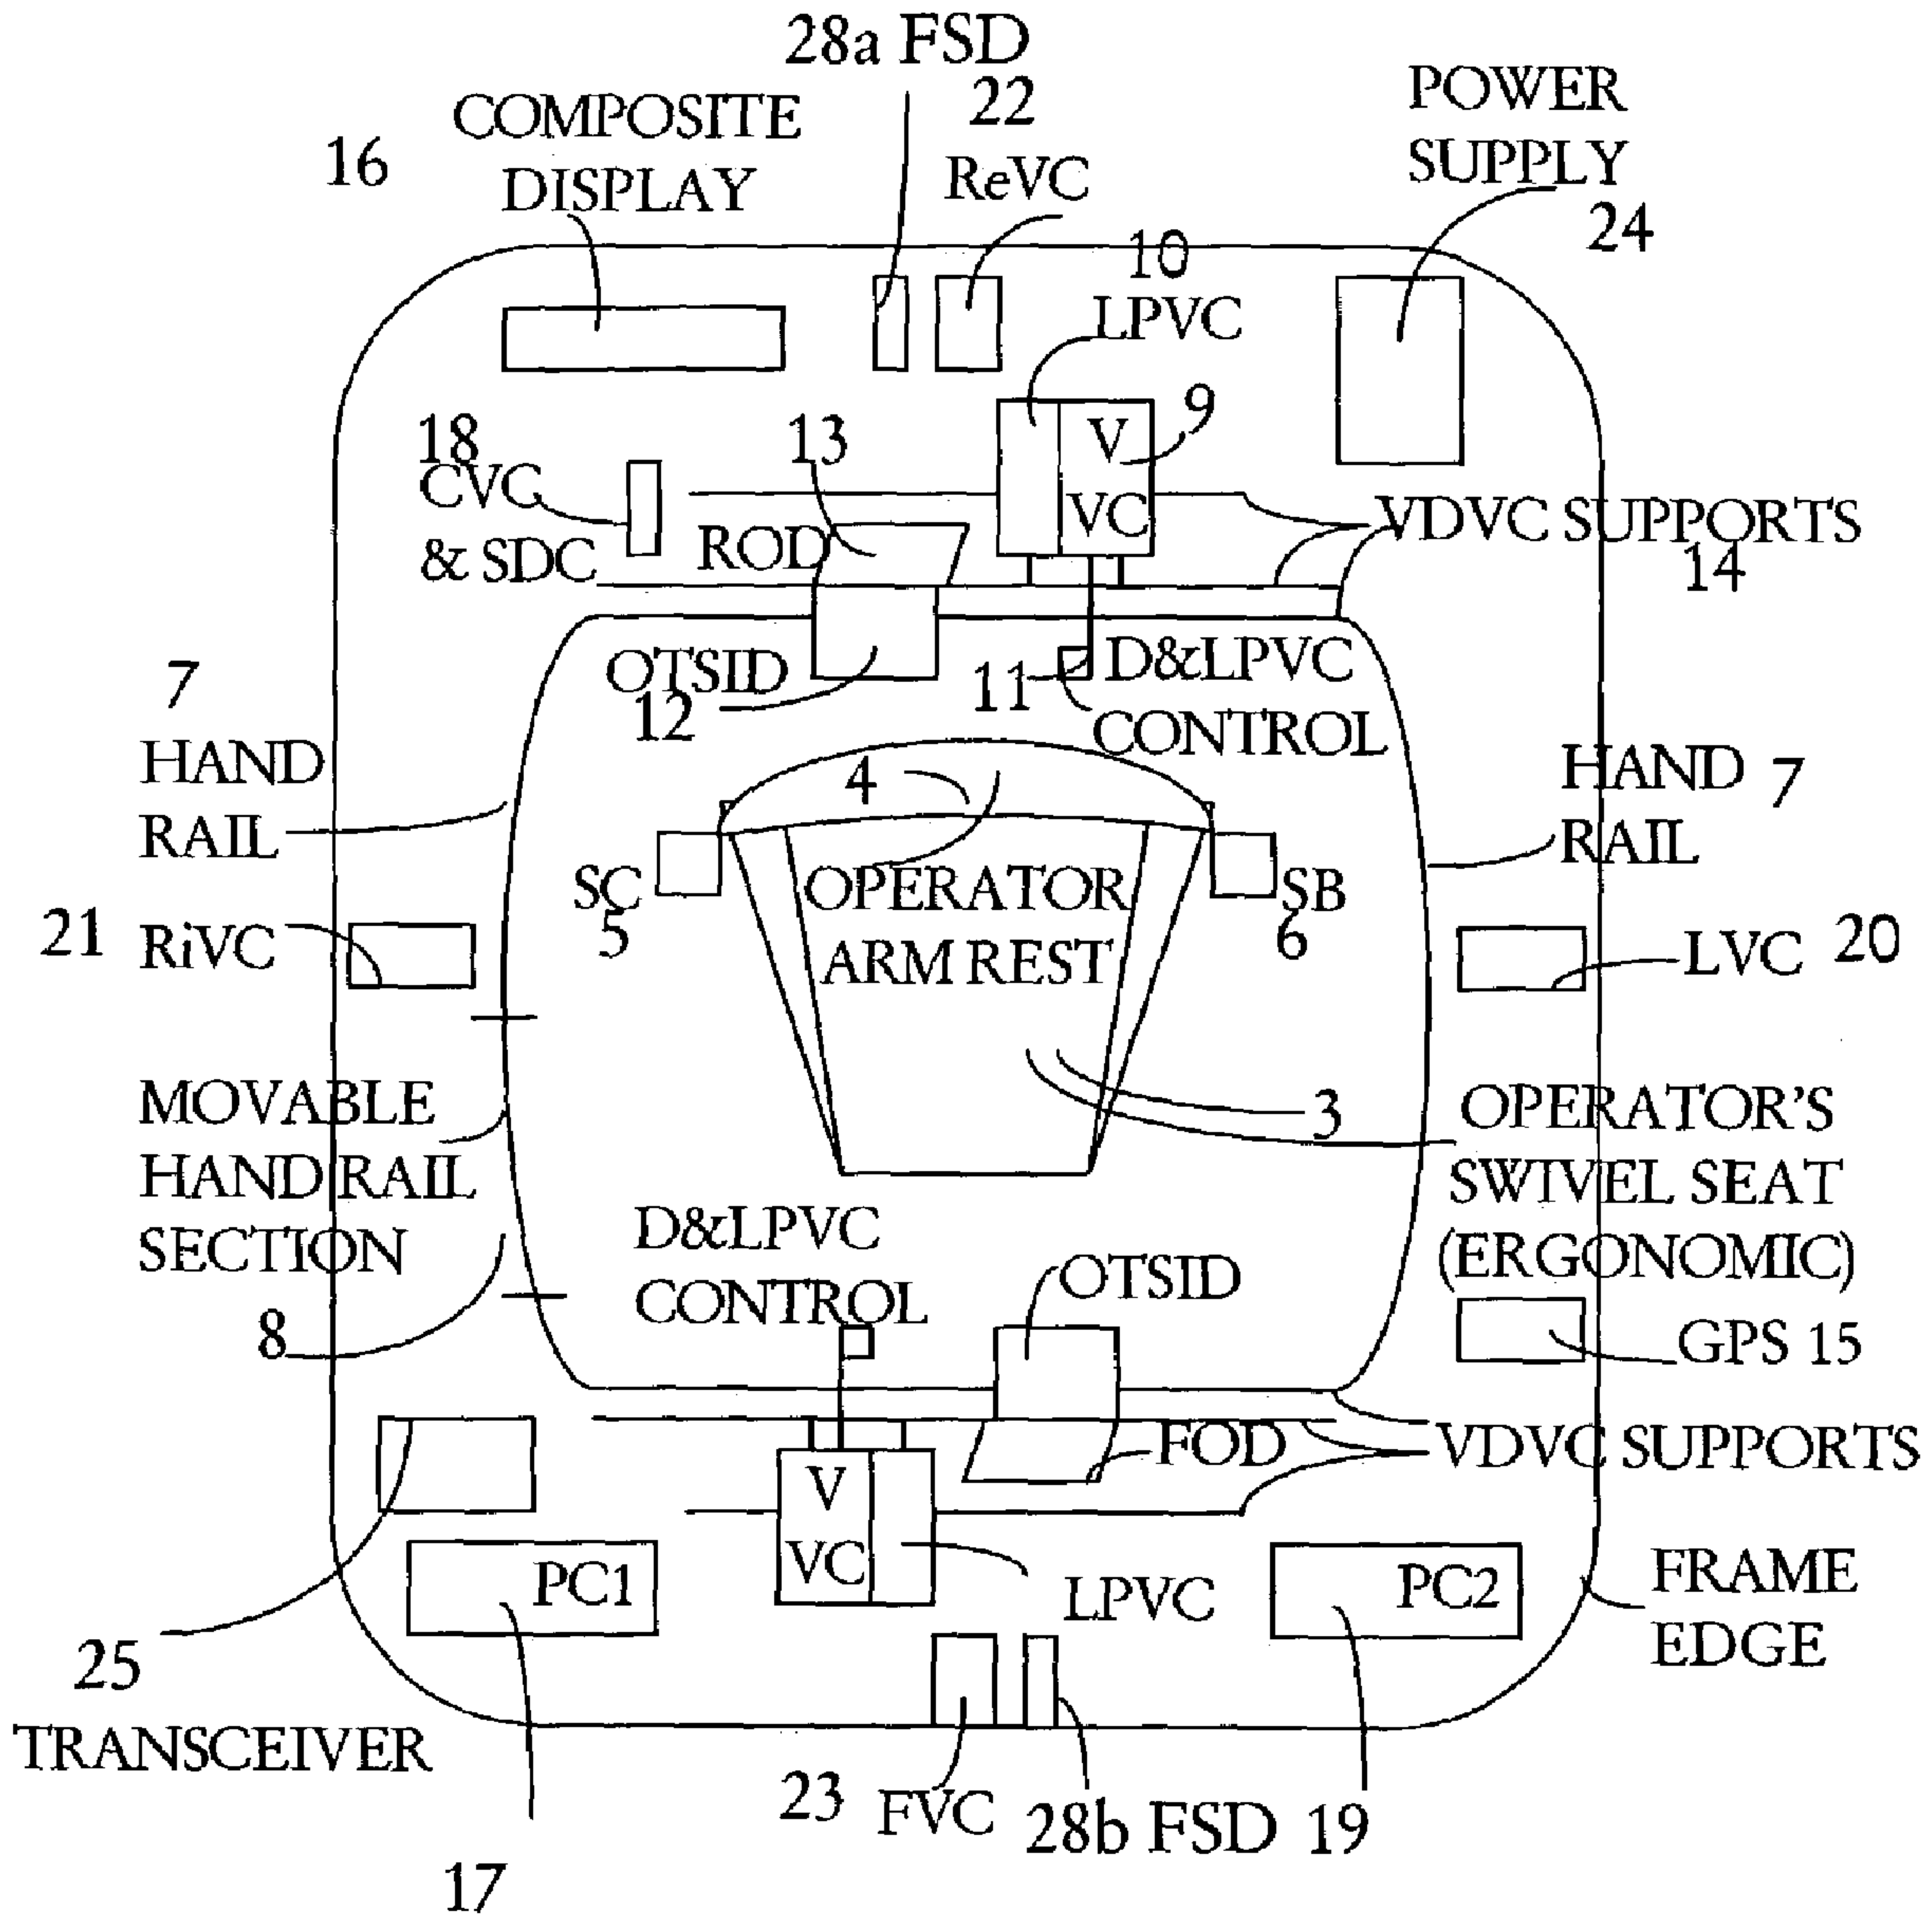 28a FSD
22
ReVC
COMPOSITE
DISPLAY
16
POWER
SUPPLY
24
10
LPVC
9
V
VC
18
CVC
& SDC
13
ROD
VDVC SUPPORTS
14
OTSID
12
11
D&LPVC
CONTROL
7
HAND
RAIL
HAND 7
RAIL
4
OPERATOR
ARM REST
SC
5
SB
6
21 RiVC
LVC 20
MOVABLE
HAND RAIL
SECTION
8
3
OPERATOR'S
SWIVEL SEAT
(ERGONOMIC)
D&LPVC
CONTROL
OTSID
GPS 15
FOD
VDVC SUPPORTS
V
VC
LPVC
PC1
PC2
FRAME
EDGE
25
TRANSCEIVER
23 FVC
28b FSD
19
17